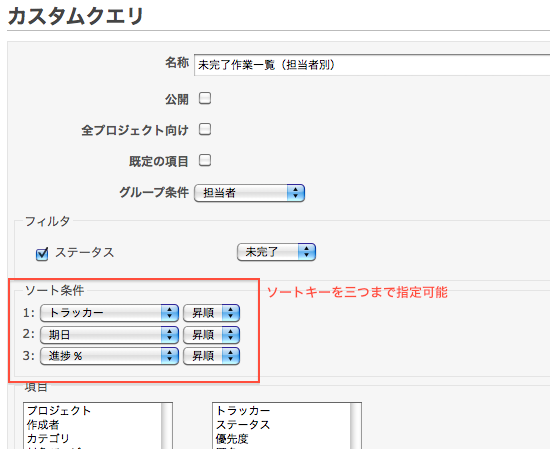 カスタムクエリ
名称 未完了作業一覧（担当者別）
公開
全プロジェクト向け
既定の項目
グループ条件 担当者
フィルタ
ステータス 未完了
ソート条件
ソートキーを三つまで指定可能
1: トラッカー 昇順
2: 期日 昇順
3: 進捗 % 昇順
項目
プロジェクト トラッカー
作成者 ステータス
カテゴリ 優先度